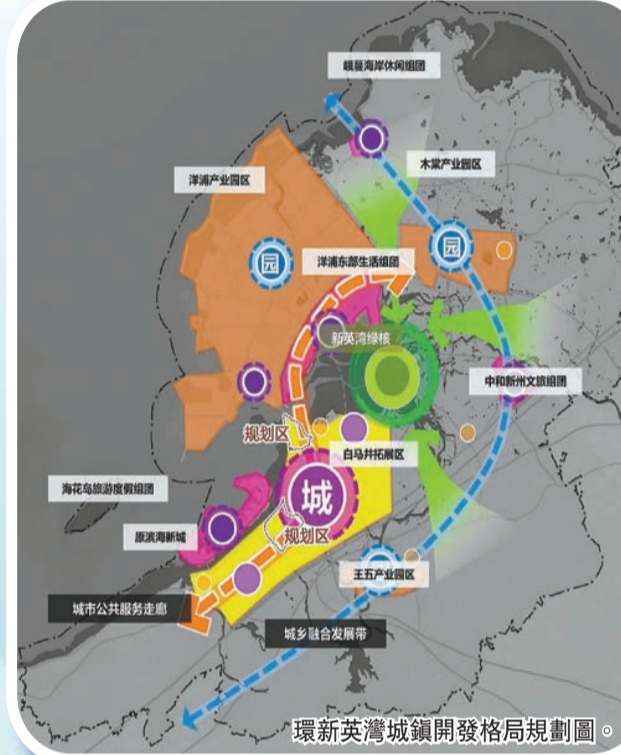 峨蔓海岸休闲组团
木棠产业园区
洋浦产业园区
园
园
洋浦东部生活组团
新英湾绿核
中和新州文旅组团
规划区
白马井拓展区
海花岛旅游度假组团
城
原滨海新城
规划区
王五产业园区
城市公共服务走廊
城乡融合发展带
環新英灣城鎮開發格局規劃圖。